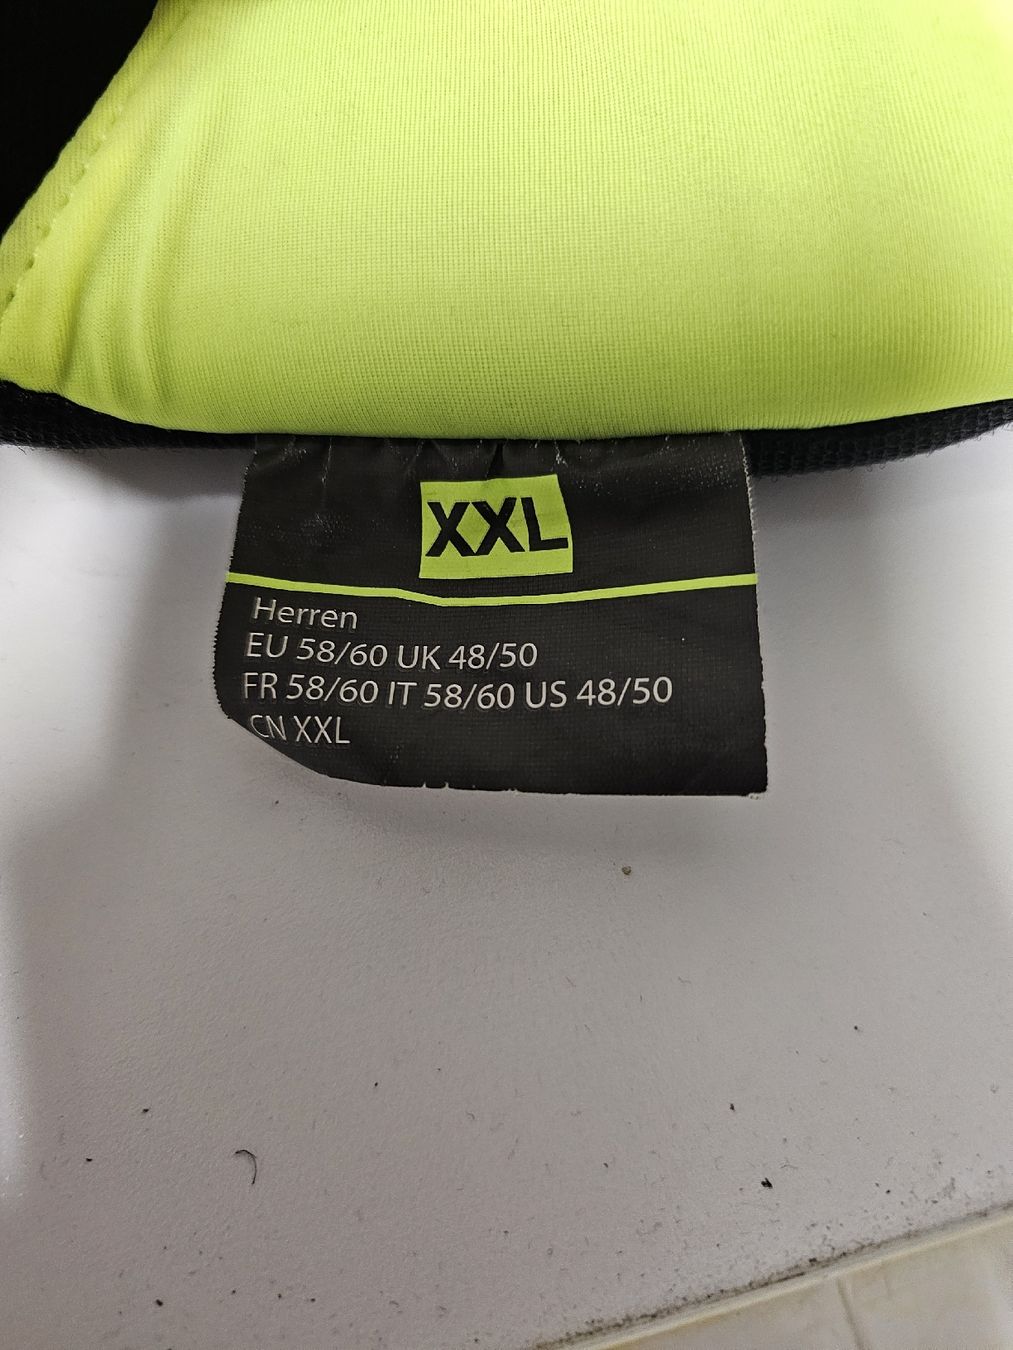 XXL
Herren
EU 58/60 UK 48/50
FR 58/60 IT 58/60 US 48/50
CN XXL